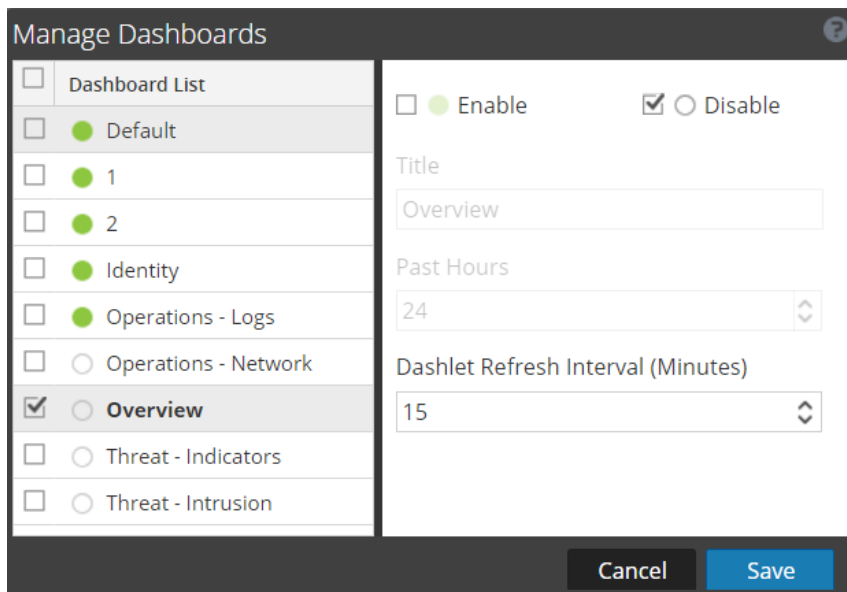 Manage Dashboards
?
Dashboard List
Default
1
2
Identity
Operations - Logs
Operations - Network
Overview
Threat - Indicators
Threat - Intrusion
Enable
Disable
Title
Overview
Past Hours
24
Dashlet Refresh Interval (Minutes)
15
Cancel
Save